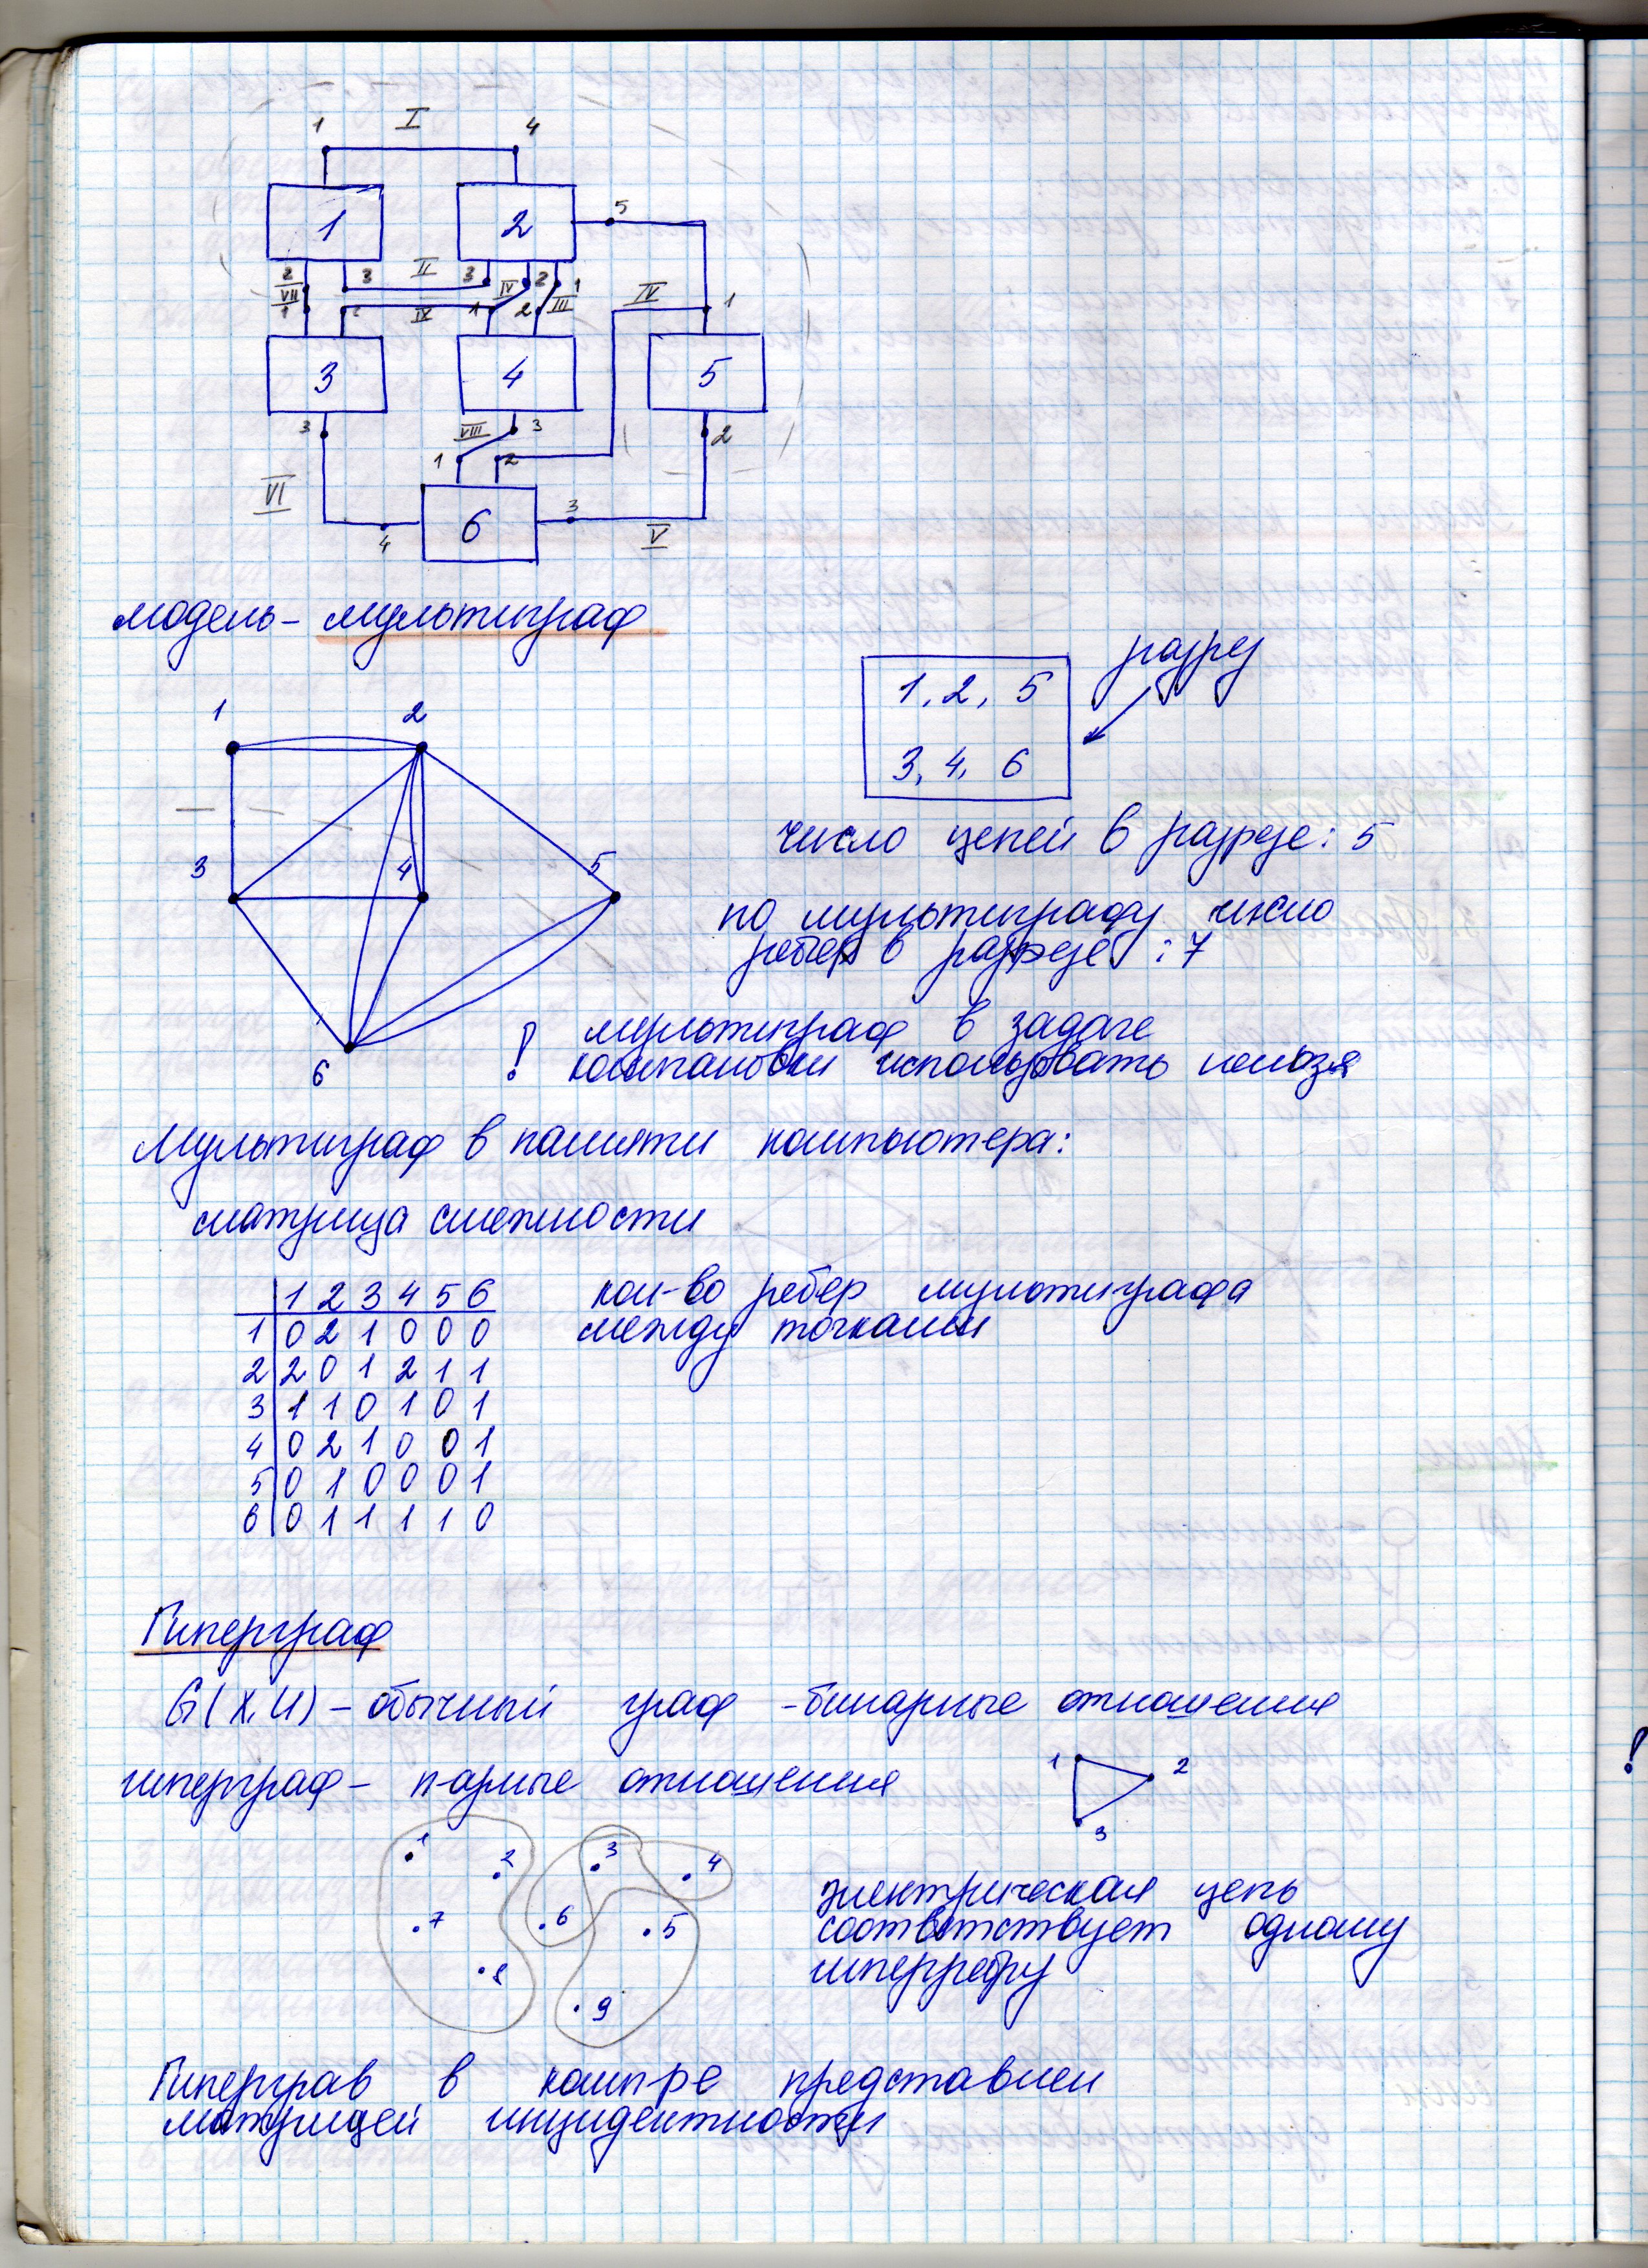 1 I 4
1 2 5
2 3 II 3 IV 2 1
VII IV
1 2 IX 1 2 III 1
3 4 5
3 VIII 3 2
1 2
VI
6 3
4 V
модель - мультиграф
разрез
1, 2, 5
3, 4, 6
1 2
3 4 5
6
число цепей в разрезе: 5
по мультиграфу число
ребер в разрезе : 7
! мультиграф в задаче
компановки использовать нельзя
Мультиграф в памяти компьютера:
матрица смежности
1 2 3 4 5 6
1 0 2 1 0 0 0
2 2 0 1 2 1 1
3 1 1 0 1 0 1
4 0 2 1 0 0 1
5 0 1 0 0 0 1
6 0 1 1 1 1 0
кол-во ребер мультиграфа
между точками
Гиперграф
G(X,U) - обычный граф - бинарные отношения
гиперграф - n-арные отношения
1 2
3
1 2 3 4
7 6 5
8
9
электрическая цепь
соответствует одному
гиперребру
Гиперграв в комп-ре представлен
матрицей инцидентности
!